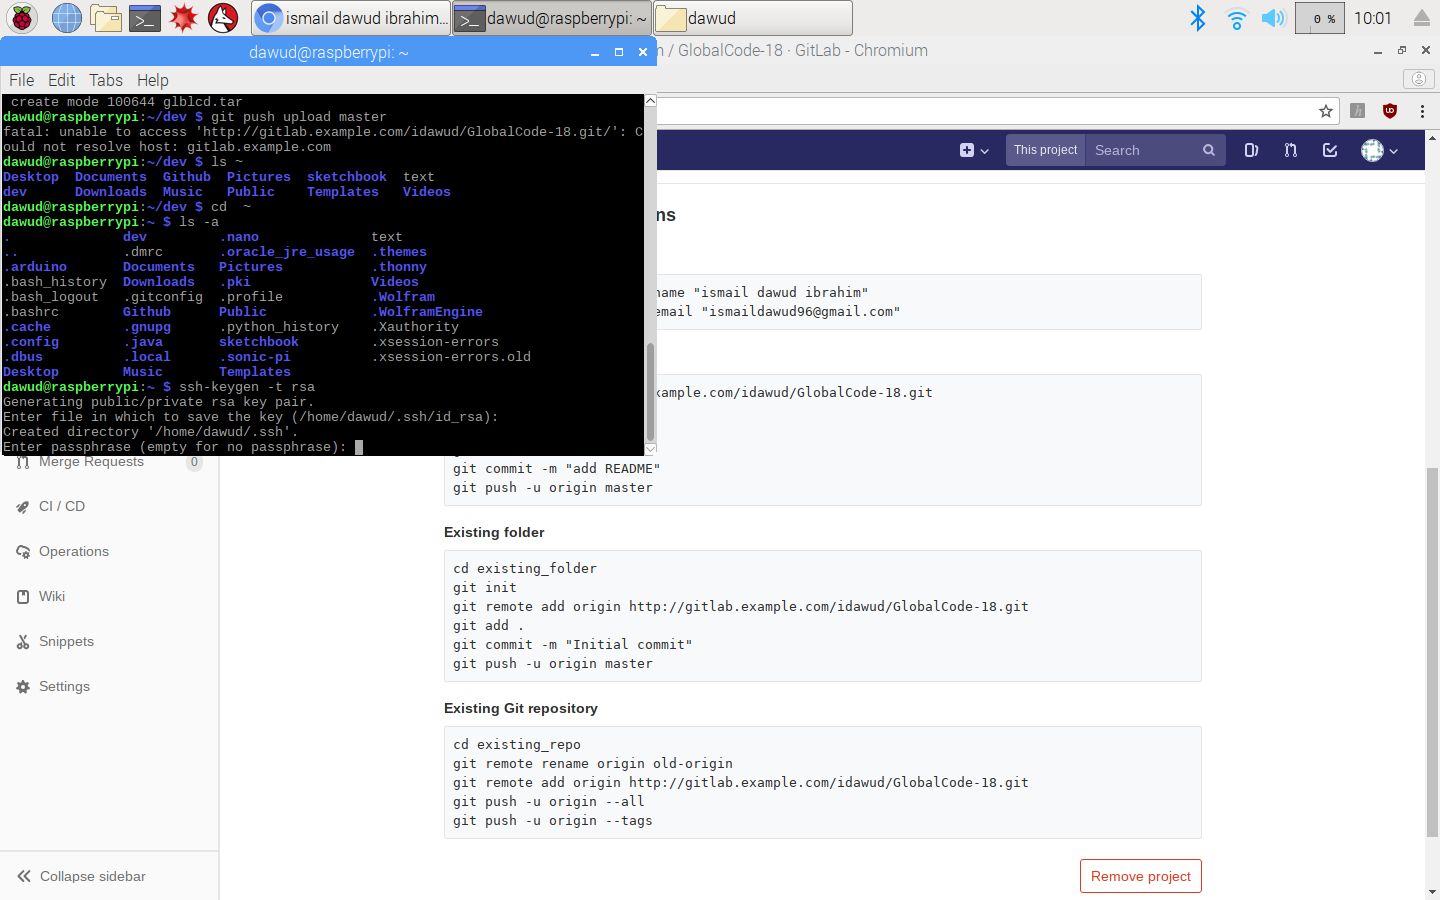 ismail dawud ibrahim...
dawud@raspberrypi: ~
dawud
0 %
10:01
dawud@raspberrypi: ~
m / GlobalCode-18 · GitLab - Chromium
File Edit Tabs Help
create mode 100644 glblcd.tar
dawud@raspberrypi:~/dev $ git push upload master
fatal: unable to access 'http://gitlab.example.com/idawud/GlobalCode-18.git/': C
ould not resolve host: gitlab.example.com
dawud@raspberrypi:~/dev $ ls ~
Desktop Documents Github Pictures sketchbook text
dev Downloads Music Public Templates Videos
dawud@raspberrypi:~/dev $ cd  ~
dawud@raspberrypi:~ $ ls -a
. dev .nano text
.. .dmrc .oracle_jre_usage .themes
.arduino Documents Pictures .thonny
.bash_history Downloads .pki Videos
.bash_logout .gitconfig .profile .Wolfram
.bashrc Github Public .WolframEngine
.cache .gnupg .python_history .Xauthority
.config .java sketchbook .xsession-errors
.dbus .local .sonic-pi .xsession-errors.old
Desktop Music Templates
dawud@raspberrypi:~ $ ssh-keygen -t rsa
Generating public/private rsa key pair.
Enter file in which to save the key (/home/dawud/.ssh/id_rsa):
Created directory '/home/dawud/.ssh'.
Enter passphrase (empty for no passphrase):
This project
Search
ns
name "ismail dawud ibrahim"
email "ismaildawud96@gmail.com"
example.com/idawud/GlobalCode-18.git
git commit -m "add README"
git push -u origin master
Merge Requests 0
CI / CD
Operations
Wiki
Snippets
Settings
Collapse sidebar
Existing folder
cd existing_folder
git init
git remote add origin http://gitlab.example.com/idawud/GlobalCode-18.git
git add .
git commit -m "Initial commit"
git push -u origin master
Existing Git repository
cd existing_repo
git remote rename origin old-origin
git remote add origin http://gitlab.example.com/idawud/GlobalCode-18.git
git push -u origin --all
git push -u origin --tags
Remove project